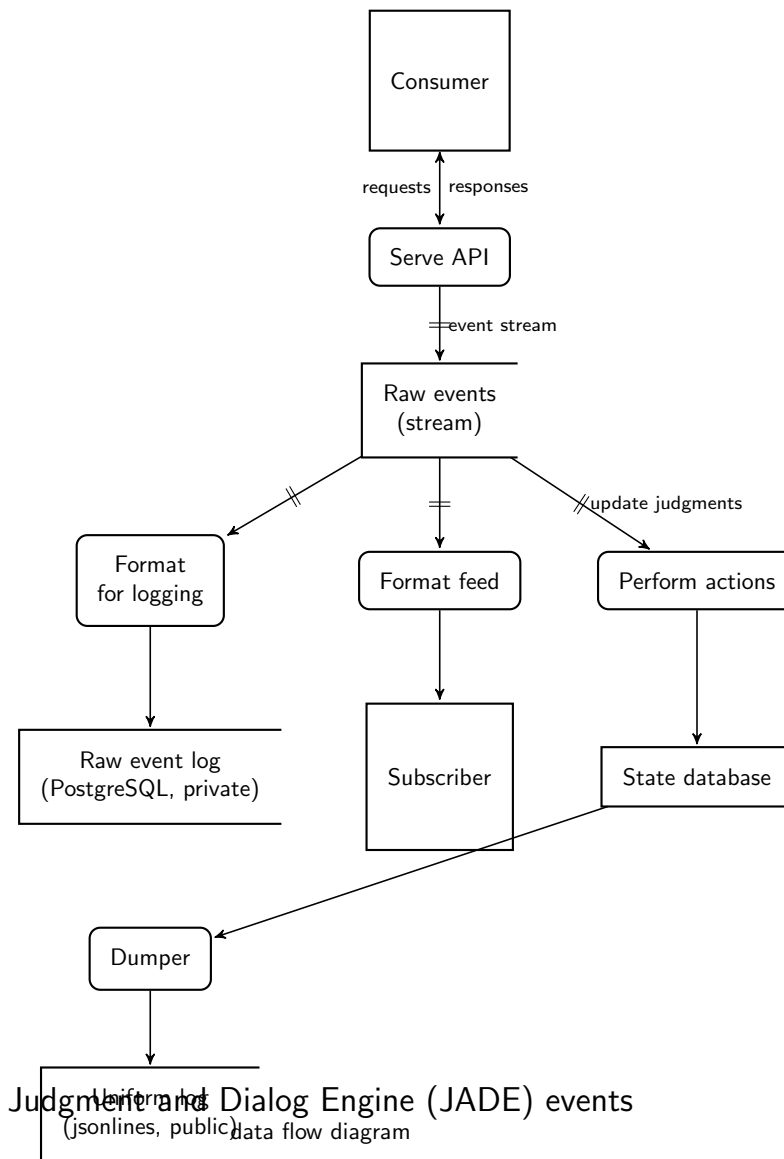 Consumer
requests
responses
Serve API
event stream
Raw events
(stream)
update judgments
Format
for logging
Format feed
Perform actions
Raw event log
(PostgreSQL, private)
Subscriber
State database
Dumper
Uniform log
(jsonlines, public)
Judgment and Dialog Engine (JADE) events
data flow diagram